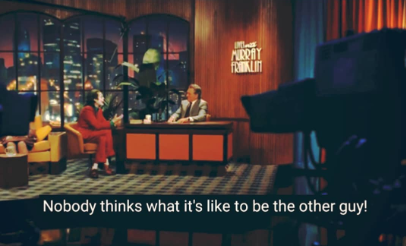 LIVE! with
MURRAY
FRANKLIN
Nobody thinks what it's like to be the other guy!